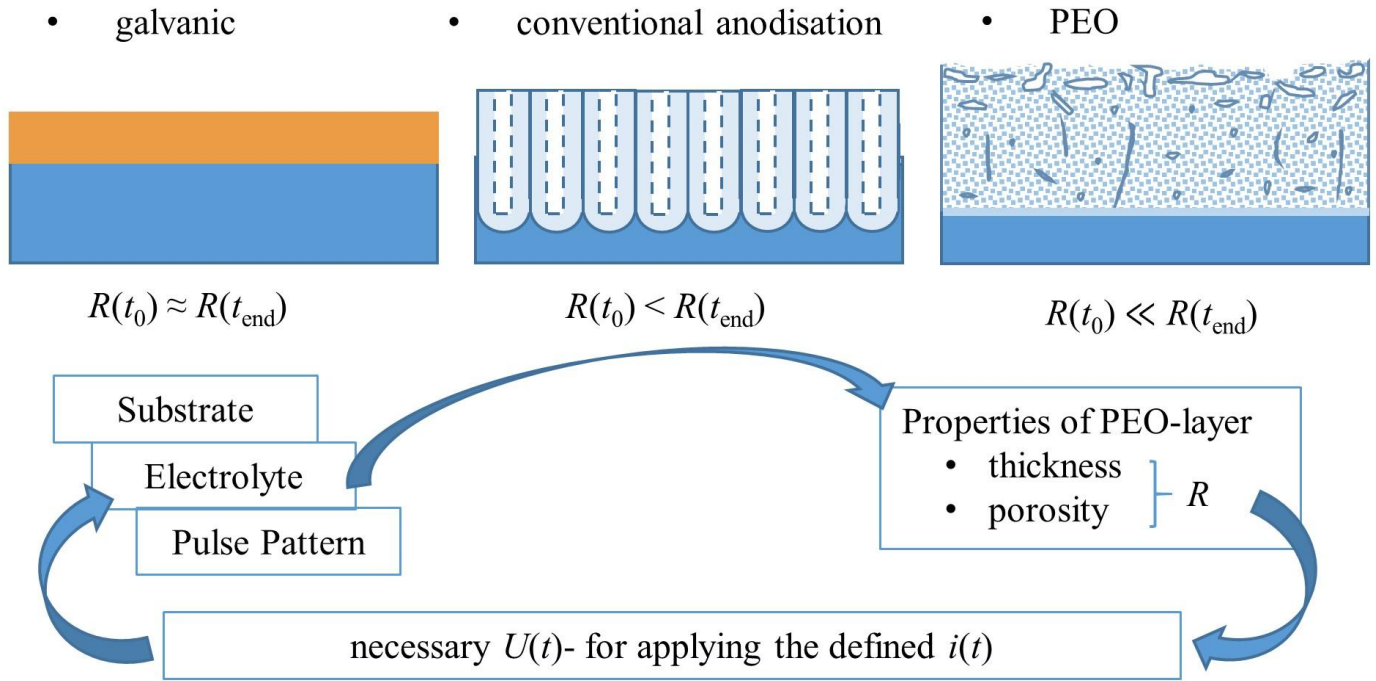 • galvanic
• conventional anodisation
• PEO
R(t₀) ≈ R(tend)
R(t₀) < R(tend)
R(t₀) ≪ R(tend)
Substrate
Electrolyte
Pulse Pattern
Properties of PEO-layer
• thickness
• porosity
R
necessary U(t)- for applying the defined i(t)